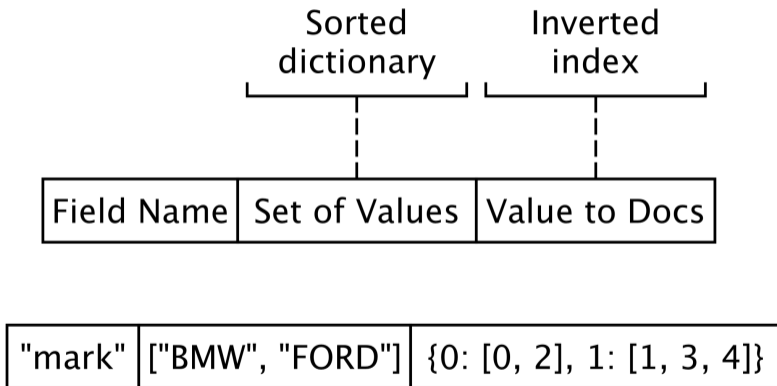 Sorted
dictionary
Inverted
index
Field Name
Set of Values
Value to Docs
"mark"
["BMW", "FORD"]
{0: [0, 2], 1: [1, 3, 4]}